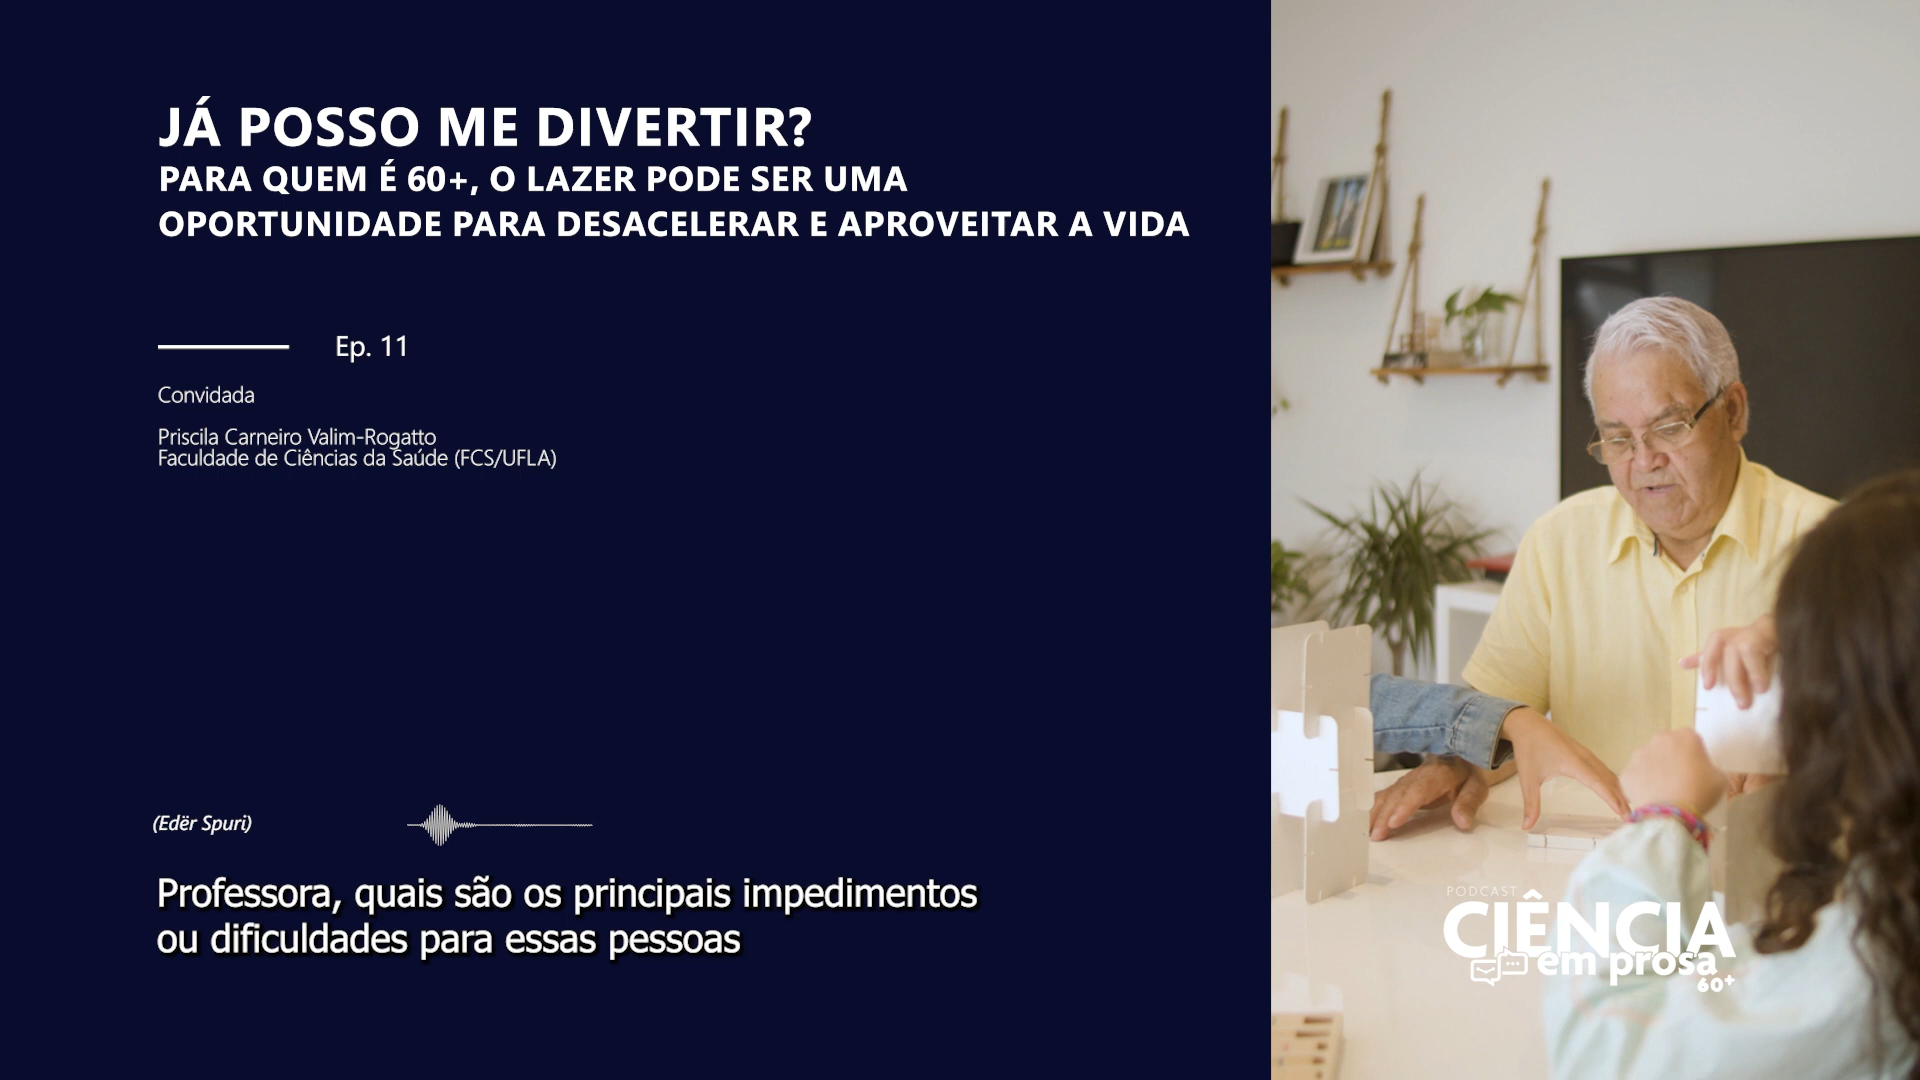 JÁ POSSO ME DIVERTIR?
PARA QUEM É 60+, O LAZER PODE SER UMA
OPORTUNIDADE PARA DESACELERAR E APROVEITAR A VIDA
Ep. 11
Convidada
Priscila Carneiro Valim-Rogatto
Faculdade de Ciências da Saúde (FCS/UFLA)
(Edër Spuri)
Professora, quais são os principais impedimentos
ou dificuldades para essas pessoas
PODCAST
CIÊNCIA
em prosa
60+